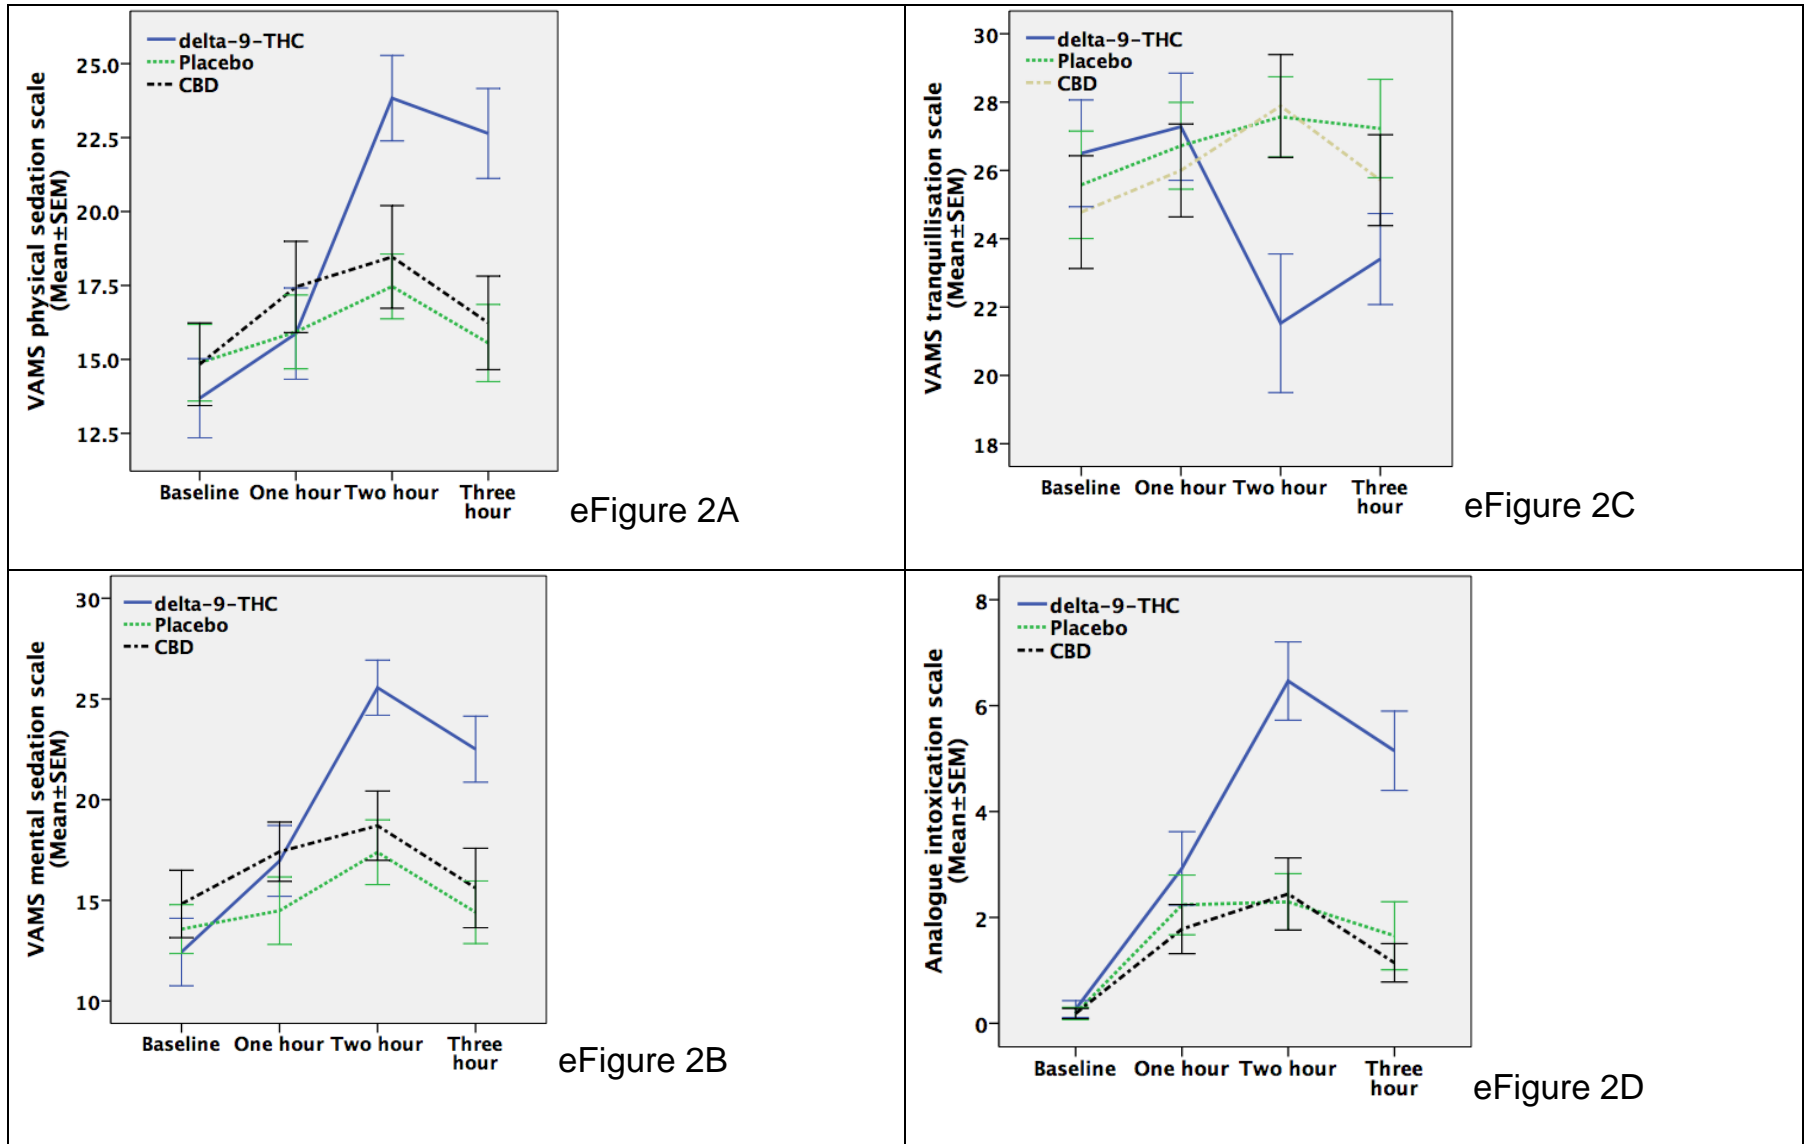 delta-9-THC
Placebo
CBD
VAMS physical sedation scale
(Mean±SEM)
25.0
22.5
20.0
17.5
15.0
12.5
Baseline One hour Two hour Three
hour
eFigure 2A
delta-9-THC
Placebo
CBD
VAMS tranquillisation scale
(Mean±SEM)
30
28
26
24
22
20
18
Baseline One hour Two hour Three
hour
eFigure 2C
delta-9-THC
Placebo
CBD
VAMS mental sedation scale
(Mean±SEM)
30
25
20
15
10
Baseline One hour Two hour Three
hour
eFigure 2B
delta-9-THC
Placebo
CBD
Analogue intoxication scale
(Mean±SEM)
8
6
4
2
0
Baseline One hour Two hour Three
hour
eFigure 2D